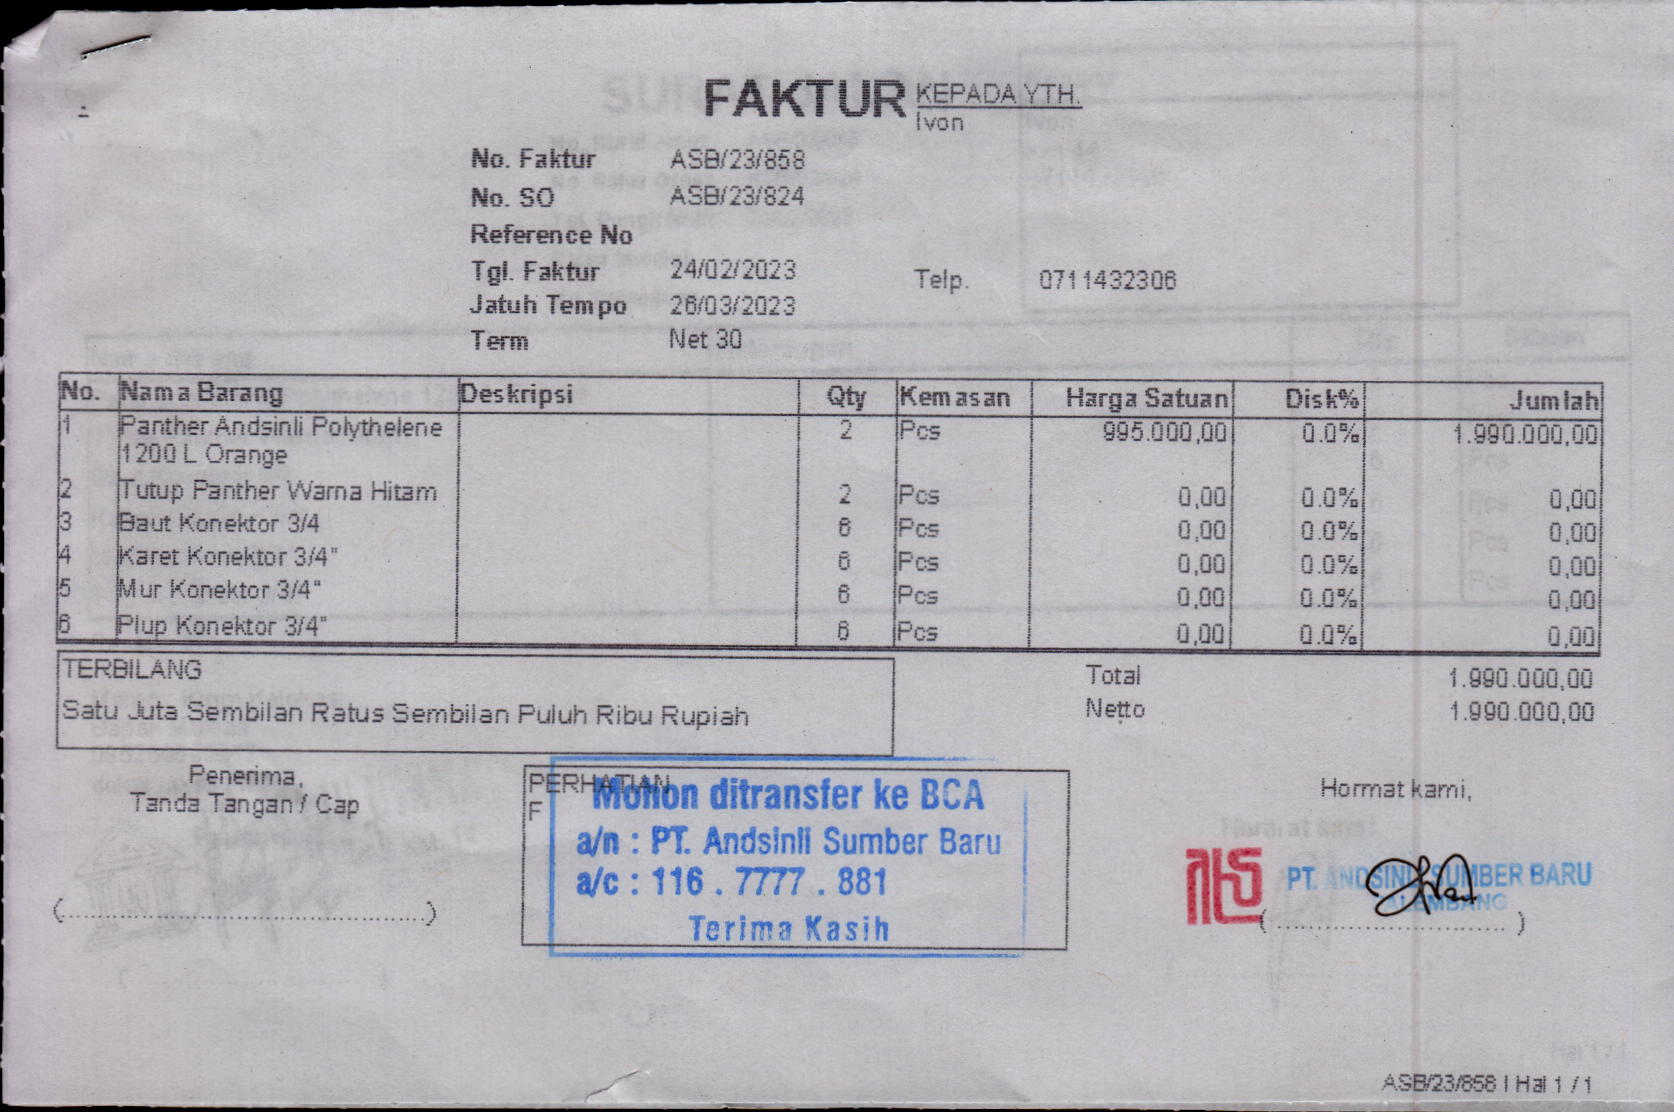 FAKTUR KEPADA YTH.
Ivon
No. Faktur ASB/23/858
No. SO ASB/23/824
Reference No
Tgl. Faktur 24/02/2023
Telp. 0711432306
Jatuh Tempo 26/03/2023
Term Net 30
No. Nama Barang Deskripsi Qty Kemasan Harga Satuan Disk% Jumlah
1 Panther Andsinli Polythelene 2 Pcs 995.000,00 0.0% 1.990.000,00
1200 L Orange
2 Tutup Panther Warna Hitam 2 Pcs 0,00 0.0% 0,00
3 Baut Konektor 3/4 6 Pcs 0,00 0.0% 0,00
4 Karet Konektor 3/4" 6 Pcs 0,00 0.0% 0,00
5 Mur Konektor 3/4" 6 Pcs 0,00 0.0% 0,00
6 Plup Konektor 3/4" 6 Pcs 0,00 0.0% 0,00
TERBILANG
Satu Juta Sembilan Ratus Sembilan Puluh Ribu Rupiah
Total 1.990.000,00
Netto 1.990.000,00
Penerima,
Tanda Tangan / Cap
PERHATIAN
F
Mohon ditransfer ke BCA
a/n : PT. Andsinli Sumber Baru
a/c : 116 . 7777 . 881
Terima Kasih
Hormat kami,
PT. ANDSINLI SUMBER BARU
PALEMBANG
ASB/23/858 | Hal 1 / 1